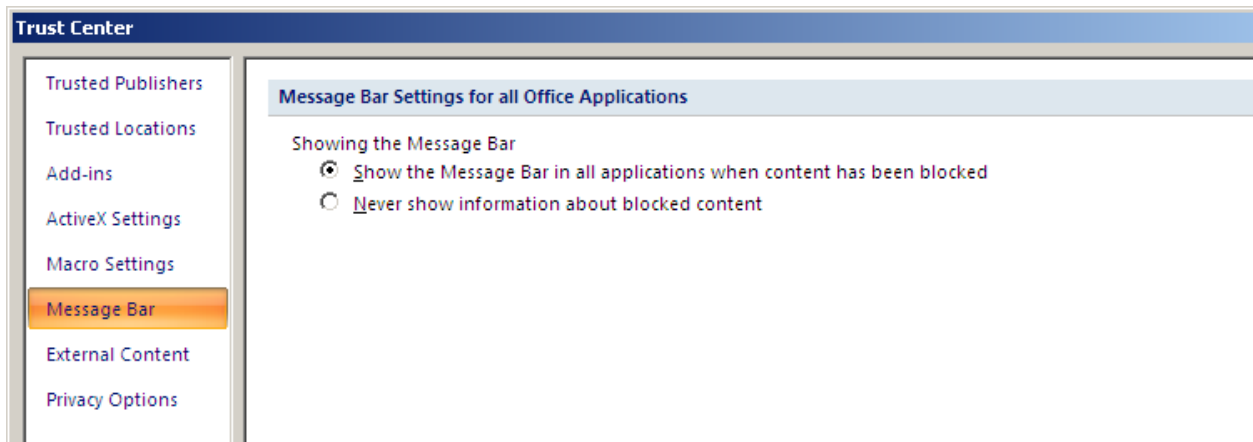 Trust Center
Trusted Publishers
Trusted Locations
Add-ins
ActiveX Settings
Macro Settings
Message Bar
External Content
Privacy Options
Message Bar Settings for all Office Applications
Showing the Message Bar
Show the Message Bar in all applications when content has been blocked
Never show information about blocked content